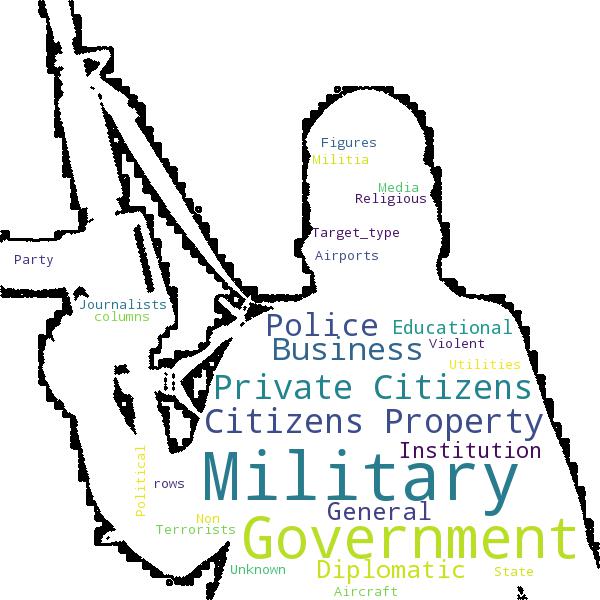 Figures
Militia
Media
Religious
Target_type
Airports
Party
Journalists
columns
Police
Educational
Business
Violent
Utilities
Private Citizens
Citizens Property
Institution
Military
Political
rows
General
Non
Terrorists
Government
Unknown
Diplomatic
State
Aircraft